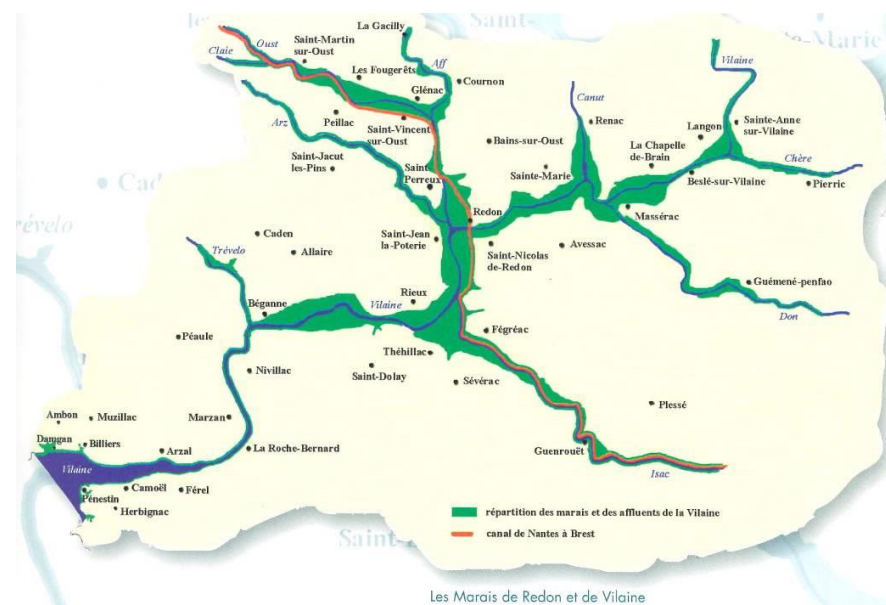 La Gacilly
Saint-Martin
sur-Oust
Oust
Claie
Les Fougerêts
Aff
Glénac
Cournon
Vilaine
Canut
Peillac
Arz
Saint-Vincent
sur-Oust
Renac
Langon
Sainte-Anne
sur-Vilaine
Bains-sur-Oust
La Chapelle
de-Brain
Saint-Jacut
les-Pins
Saint
Perreux
Sainte-Marie
Chère
Beslé-sur-Vilaine
Pierric
Redon
Massérac
Caden
Saint-Jean
la-Poterie
Saint-Nicolas
de-Redon
Avessac
Trévelo
Allaire
Guémené-penfao
Rieux
Vilaine
Béganne
Don
Péaule
Fégréac
Théhillac
Nivillac
Saint-Dolay
Sévérac
Plessé
Ambon
Muzillac
Marzan
Damgan
Billiers
Arzal
La Roche-Bernard
Guenrouët
Vilaine
Isac
Camoël
Férel
Pénestin
Herbignac
répartition des marais et des affluents de la Vilaine
canal de Nantes à Brest
Les Marais de Redon et de Vilaine